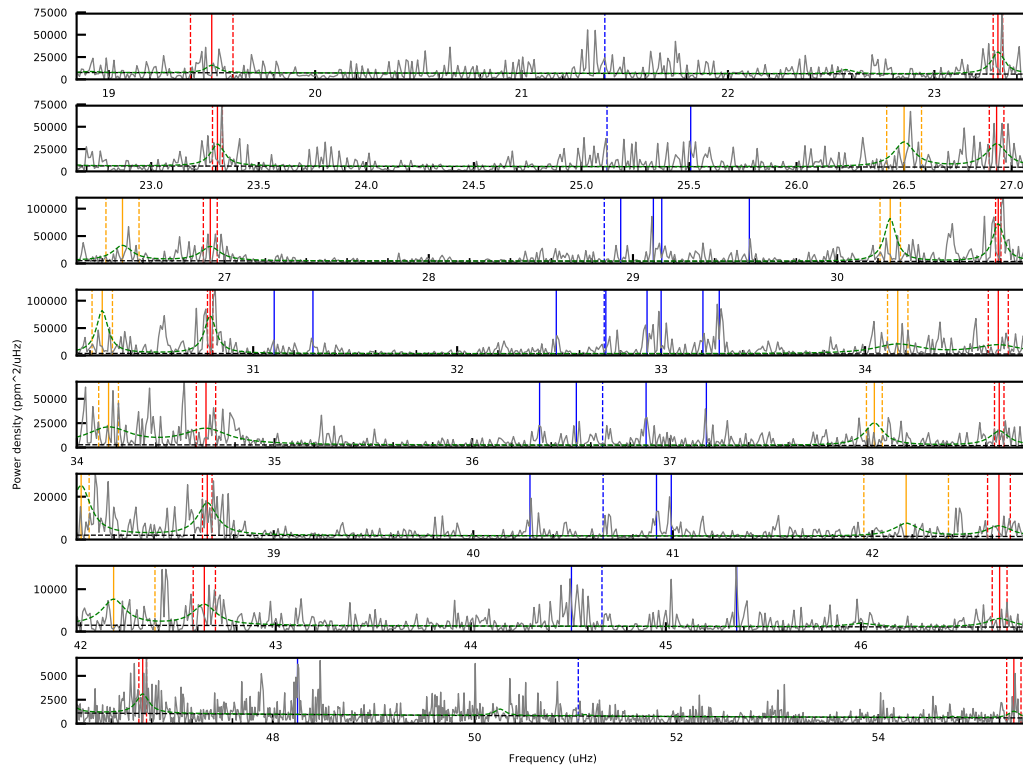 75000
50000
25000
0
19 20 21 22 23
75000
50000
25000
0
23.0 23.5 24.0 24.5 25.0 25.5 26.0 26.5 27.0
100000
50000
0
27 28 29 30
100000
50000
0
31 32 33 34
50000
25000
0
34 35 36 37 38
20000
0
39 40 41 42
10000
0
42 43 44 45 46
5000
2500
0
48 50 52 54
Power density (ppm^2/(uHz)
Frequency (uHz)